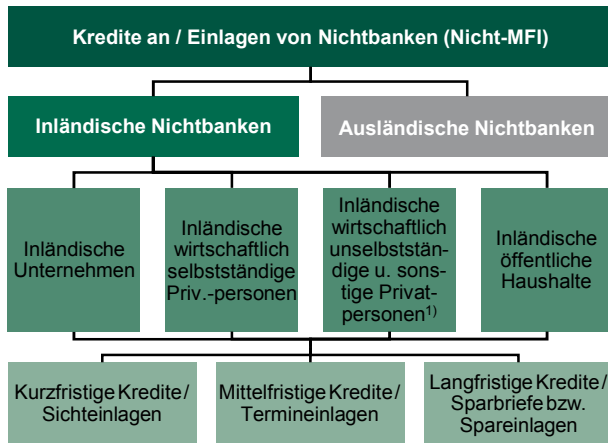 Kredite an / Einlagen von Nichtbanken (Nicht-MFI)
Inländische Nichtbanken
Ausländische Nichtbanken
Inländische
Unternehmen
Inländische
wirtschaftlich
selbstständige
Priv.-personen
Inländische
wirtschaftlich
unselbststän-
dige u. sons-
tige Privat-
personen¹⁾
Inländische
öffentliche
Haushalte
Kurzfristige Kredite/
Sichteinlagen
Mittelfristige Kredite/
Termineinlagen
Langfristige Kredite/
Sparbriefe bzw.
Spareinlagen